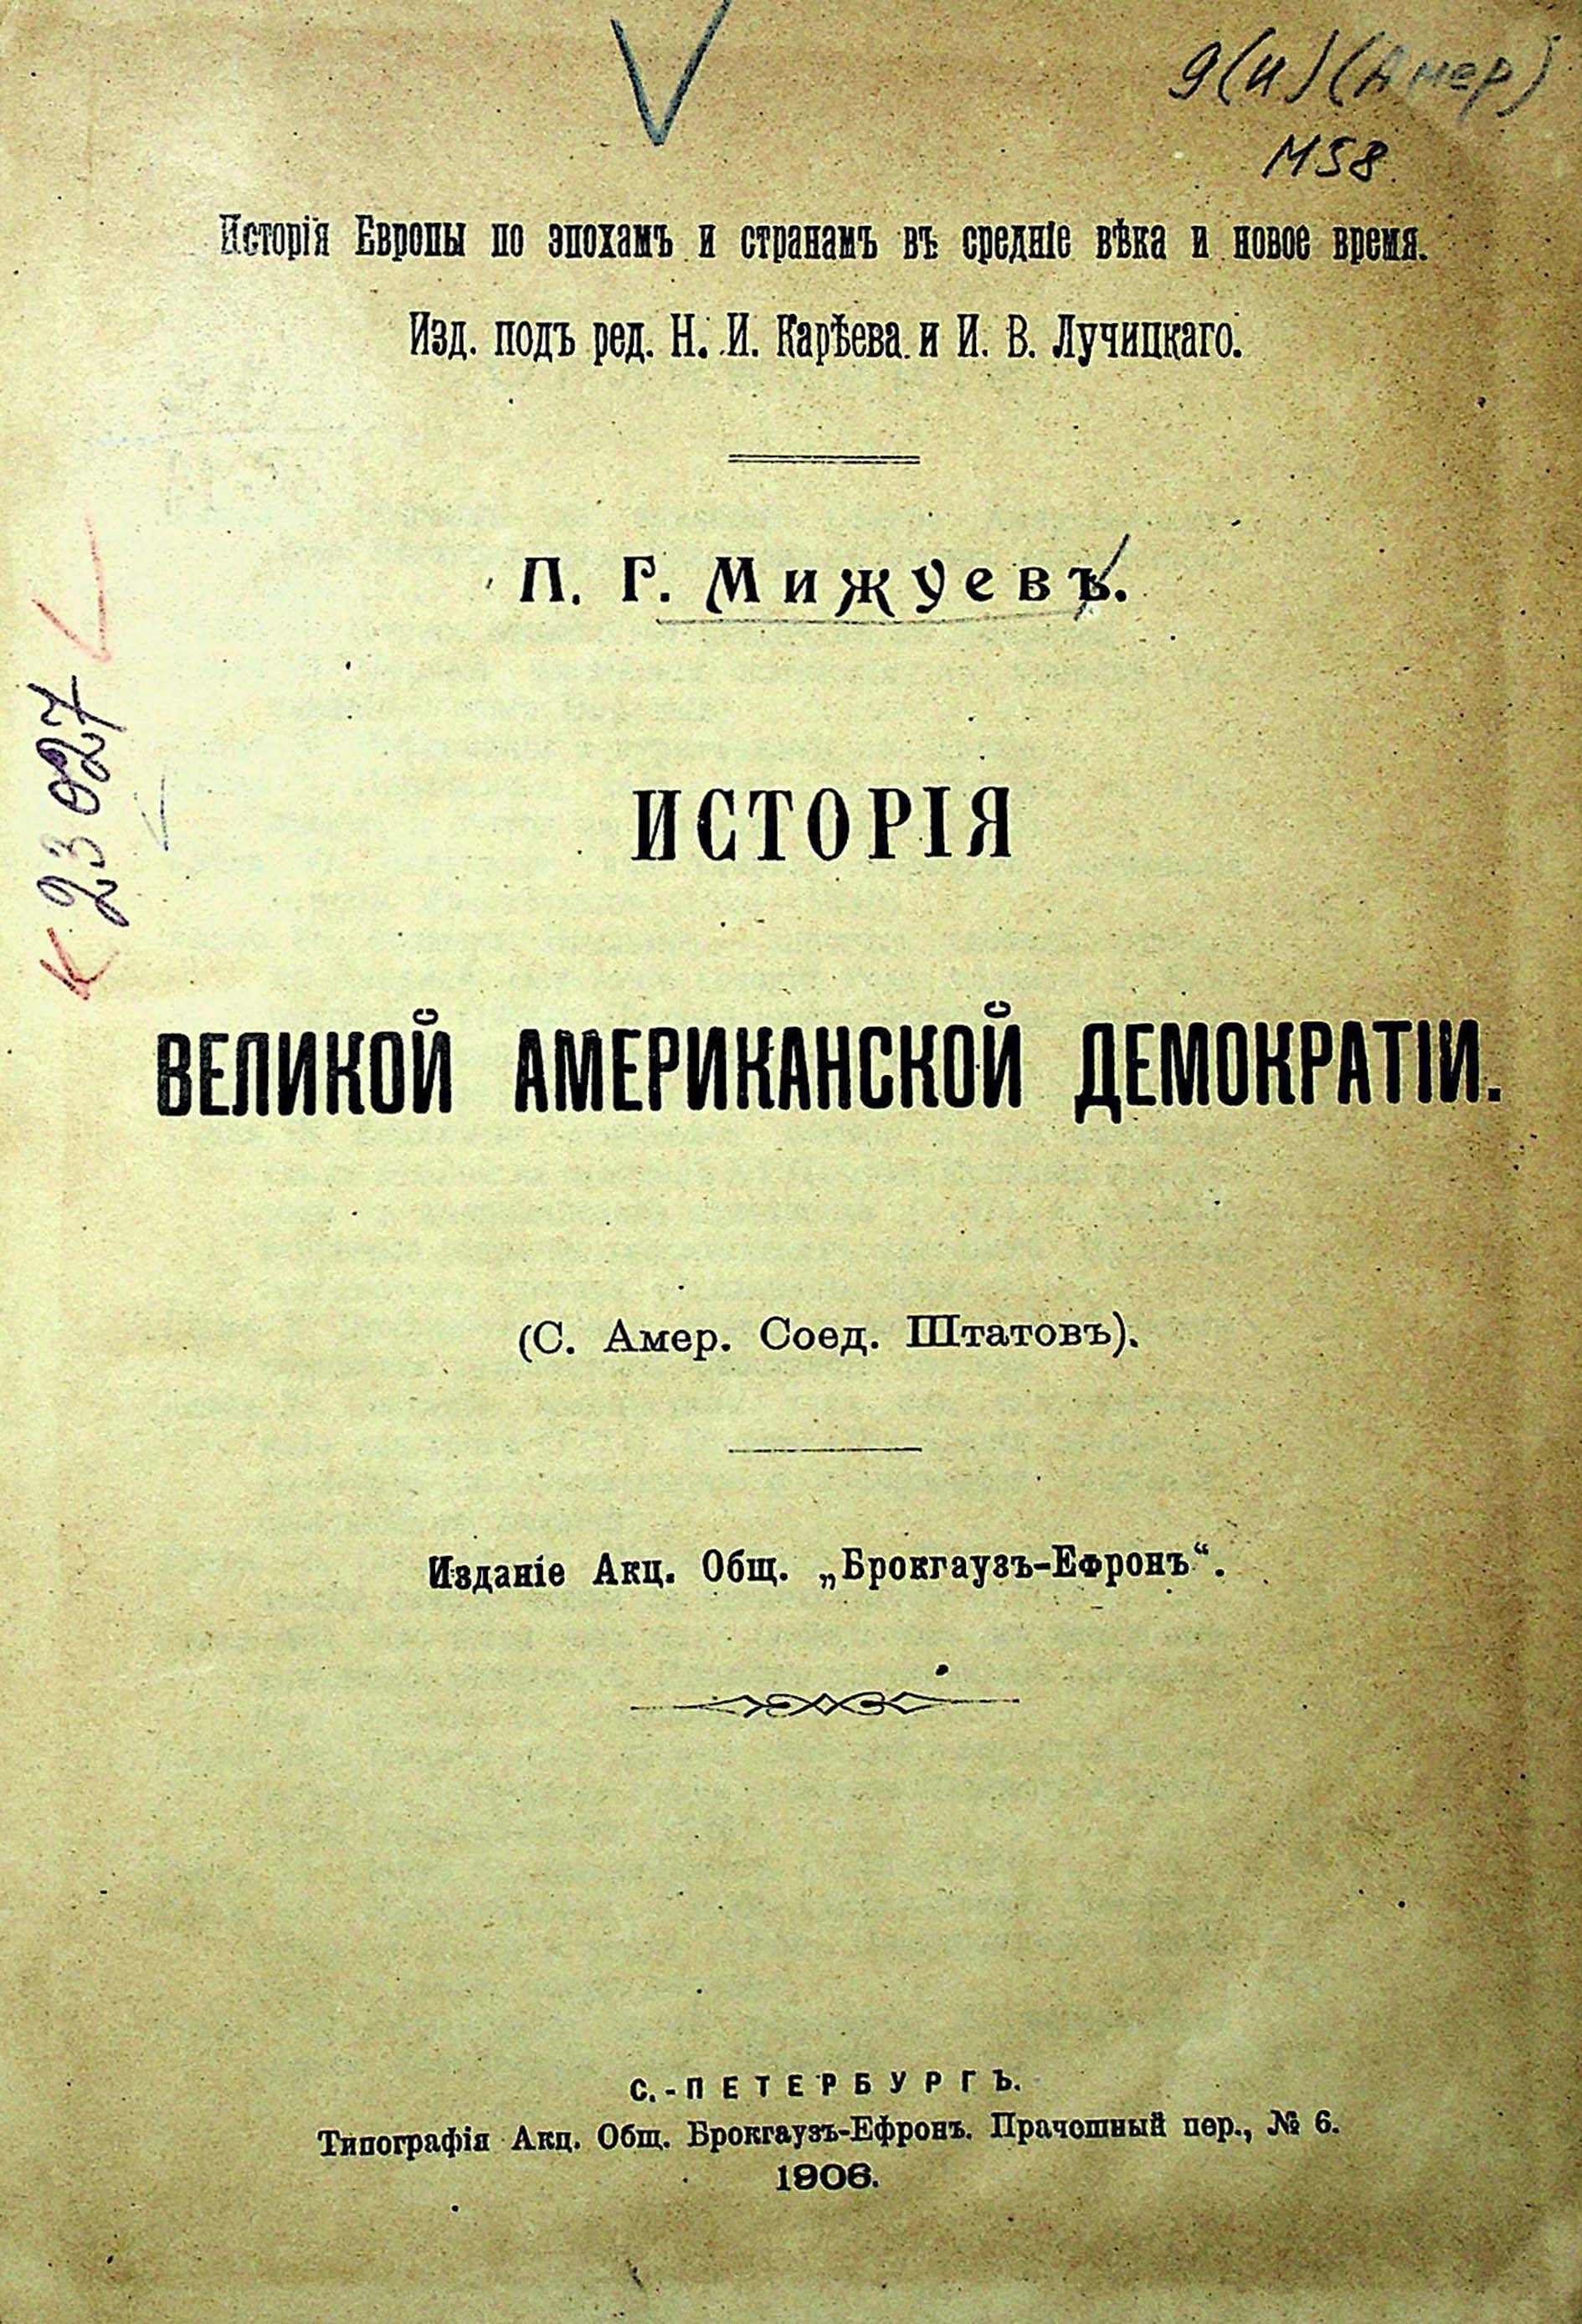 9(И)(Амер)
М58
Исторія Европы по эпохамъ и странамъ въ средніе вѣка и новое время.
Изд. подъ ред. Н. И. Карѣева и И. В. Лучицкаго.
П. Г. Мижуевъ.
К 23027
ИСТОРІЯ
ВЕЛИКОЙ АМЕРИКАНСКОЙ ДЕМОКРАТІИ.
(С. Амер. Соед. Штатовъ).
Изданіе Акц. Общ. „Брокгаузъ-Ефронъ“.
С.-ПЕТЕРБУРГЪ.
Типографія Акц. Общ. Брокгаузъ-Ефронъ. Прачешный пер., № 6.
1906.